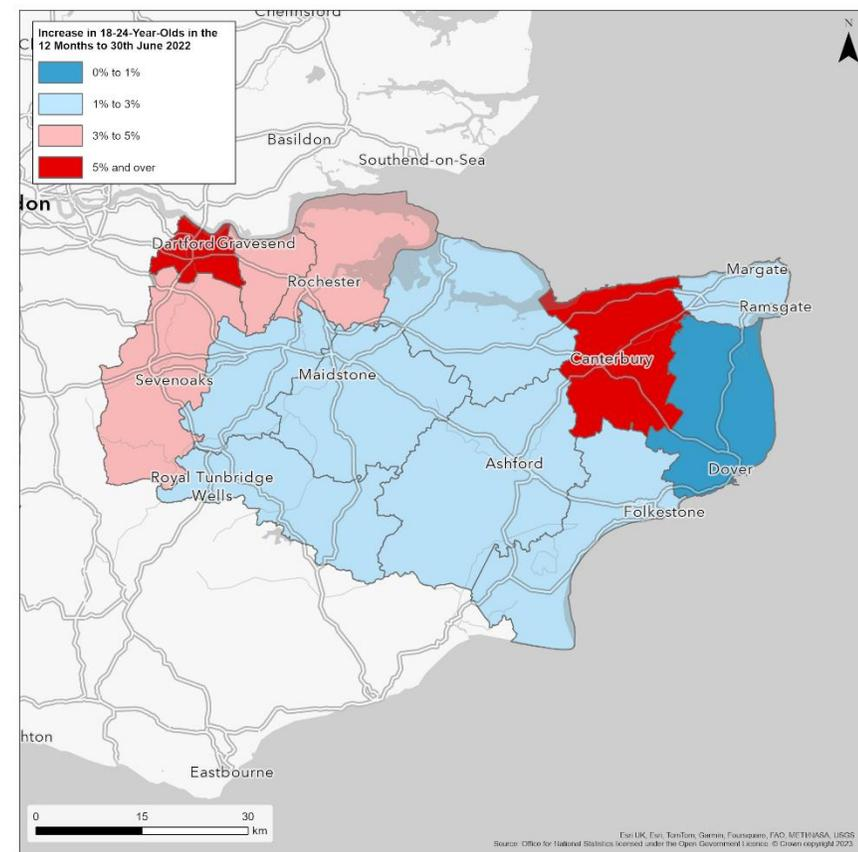 Chelmsford
Increase in 18-24-Year-Olds in the
12 Months to 30th June 2022
0% to 1%
1% to 3%
3% to 5%
5% and over
N
Basildon
Southend-on-Sea
don
Dartford
Gravesend
Rochester
Margate
Ramsgate
Canterbury
Sevenoaks
Maidstone
Ashford
Dover
Royal Tunbridge
Wells
Folkestone
hton
Eastbourne
0 15 30
km
Esri UK, Esri, TomTom, Garmin, Foursquare, FAO, METI/NASA, USGS
Source: Office for National Statistics licensed under the Open Government Licence. © Crown copyright 2023.